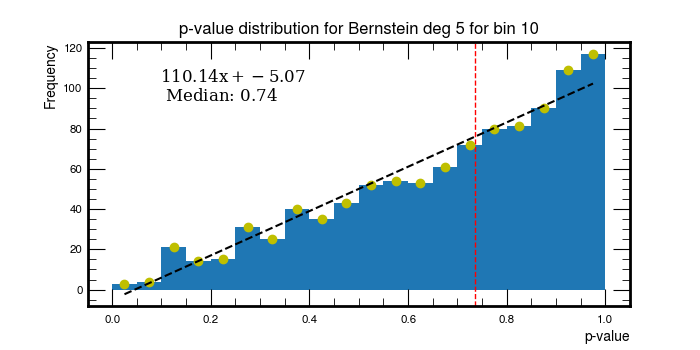 p-value distribution for Bernstein deg 5 for bin 10
Frequency
120
100
80
60
40
20
0
110.14x + −5.07
Median: 0.74
0.0 0.2 0.4 0.6 0.8 1.0
p-value